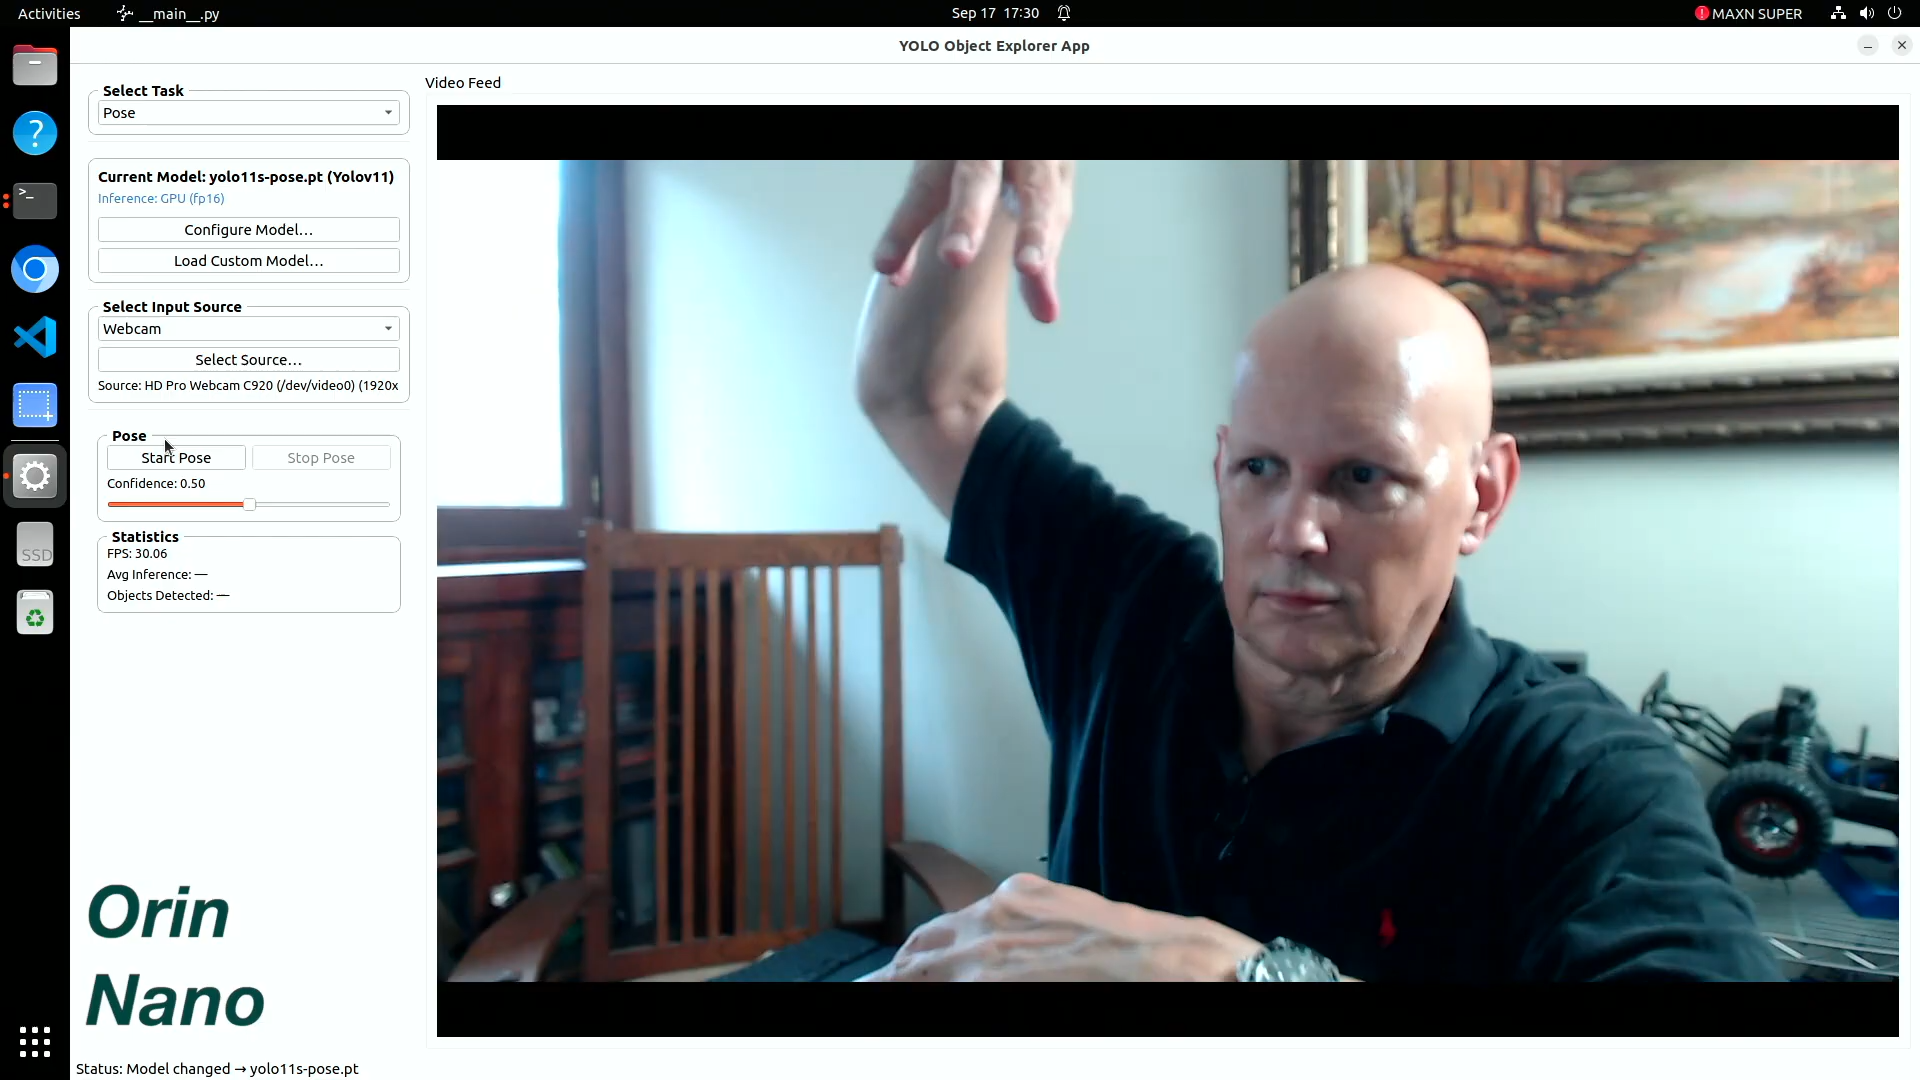 Activities
__main__.py
Sep 17 17:30
MAXN SUPER
YOLO Object Explorer App
Select Task
Pose
Current Model: yolo11s-pose.pt (Yolov11)
Inference: GPU (fp16)
Configure Model...
Load Custom Model...
Select Input Source
Webcam
Select Source...
Source: HD Pro Webcam C920 (/dev/video0) (1920x
Pose
Start Pose
Stop Pose
Confidence: 0.50
Statistics
FPS: 30.06
Avg Inference: —
Objects Detected: —
Video Feed
SSD
Orin
Nano
Status: Model changed → yolo11s-pose.pt